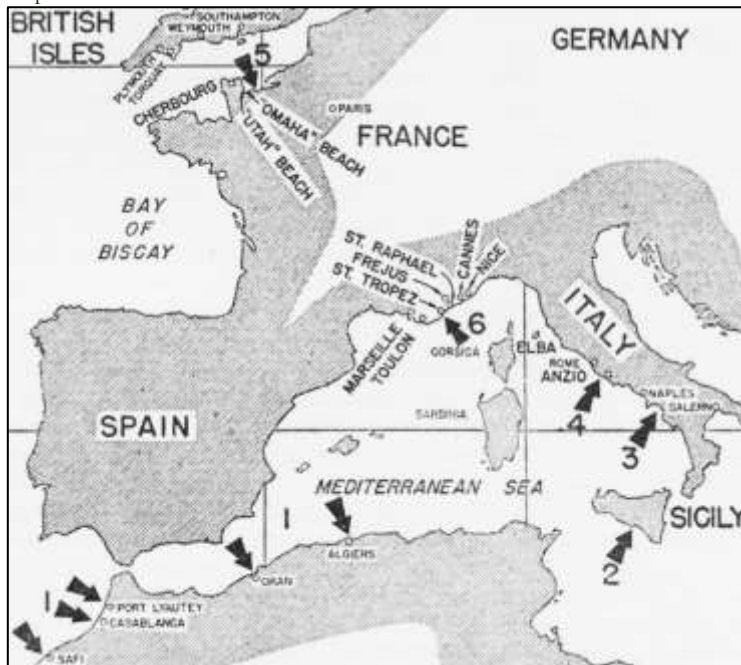 BRITISH
ISLES
SOUTHAMPTON
WEYMOUTH
PLYMOUTH
TORQUAY
5
GERMANY
CHERBOURG
"OMAHA" BEACH
"UTAH" BEACH
PARIS
FRANCE
BAY
OF
BISCAY
ST. RAPHAEL
FREJUS
ST. TROPEZ
CANNES
NICE
6
MARSEILLE
TOULON
CORSICA
ELBA
ITALY
ROME
ANZIO
NAPLES
SALERNO
4
3
SPAIN
SARDINIA
MEDITERRANEAN SEA
SICILY
2
1
ALGIERS
ORAN
1
PORT LYAUTEY
CASABLANCA
SAFI